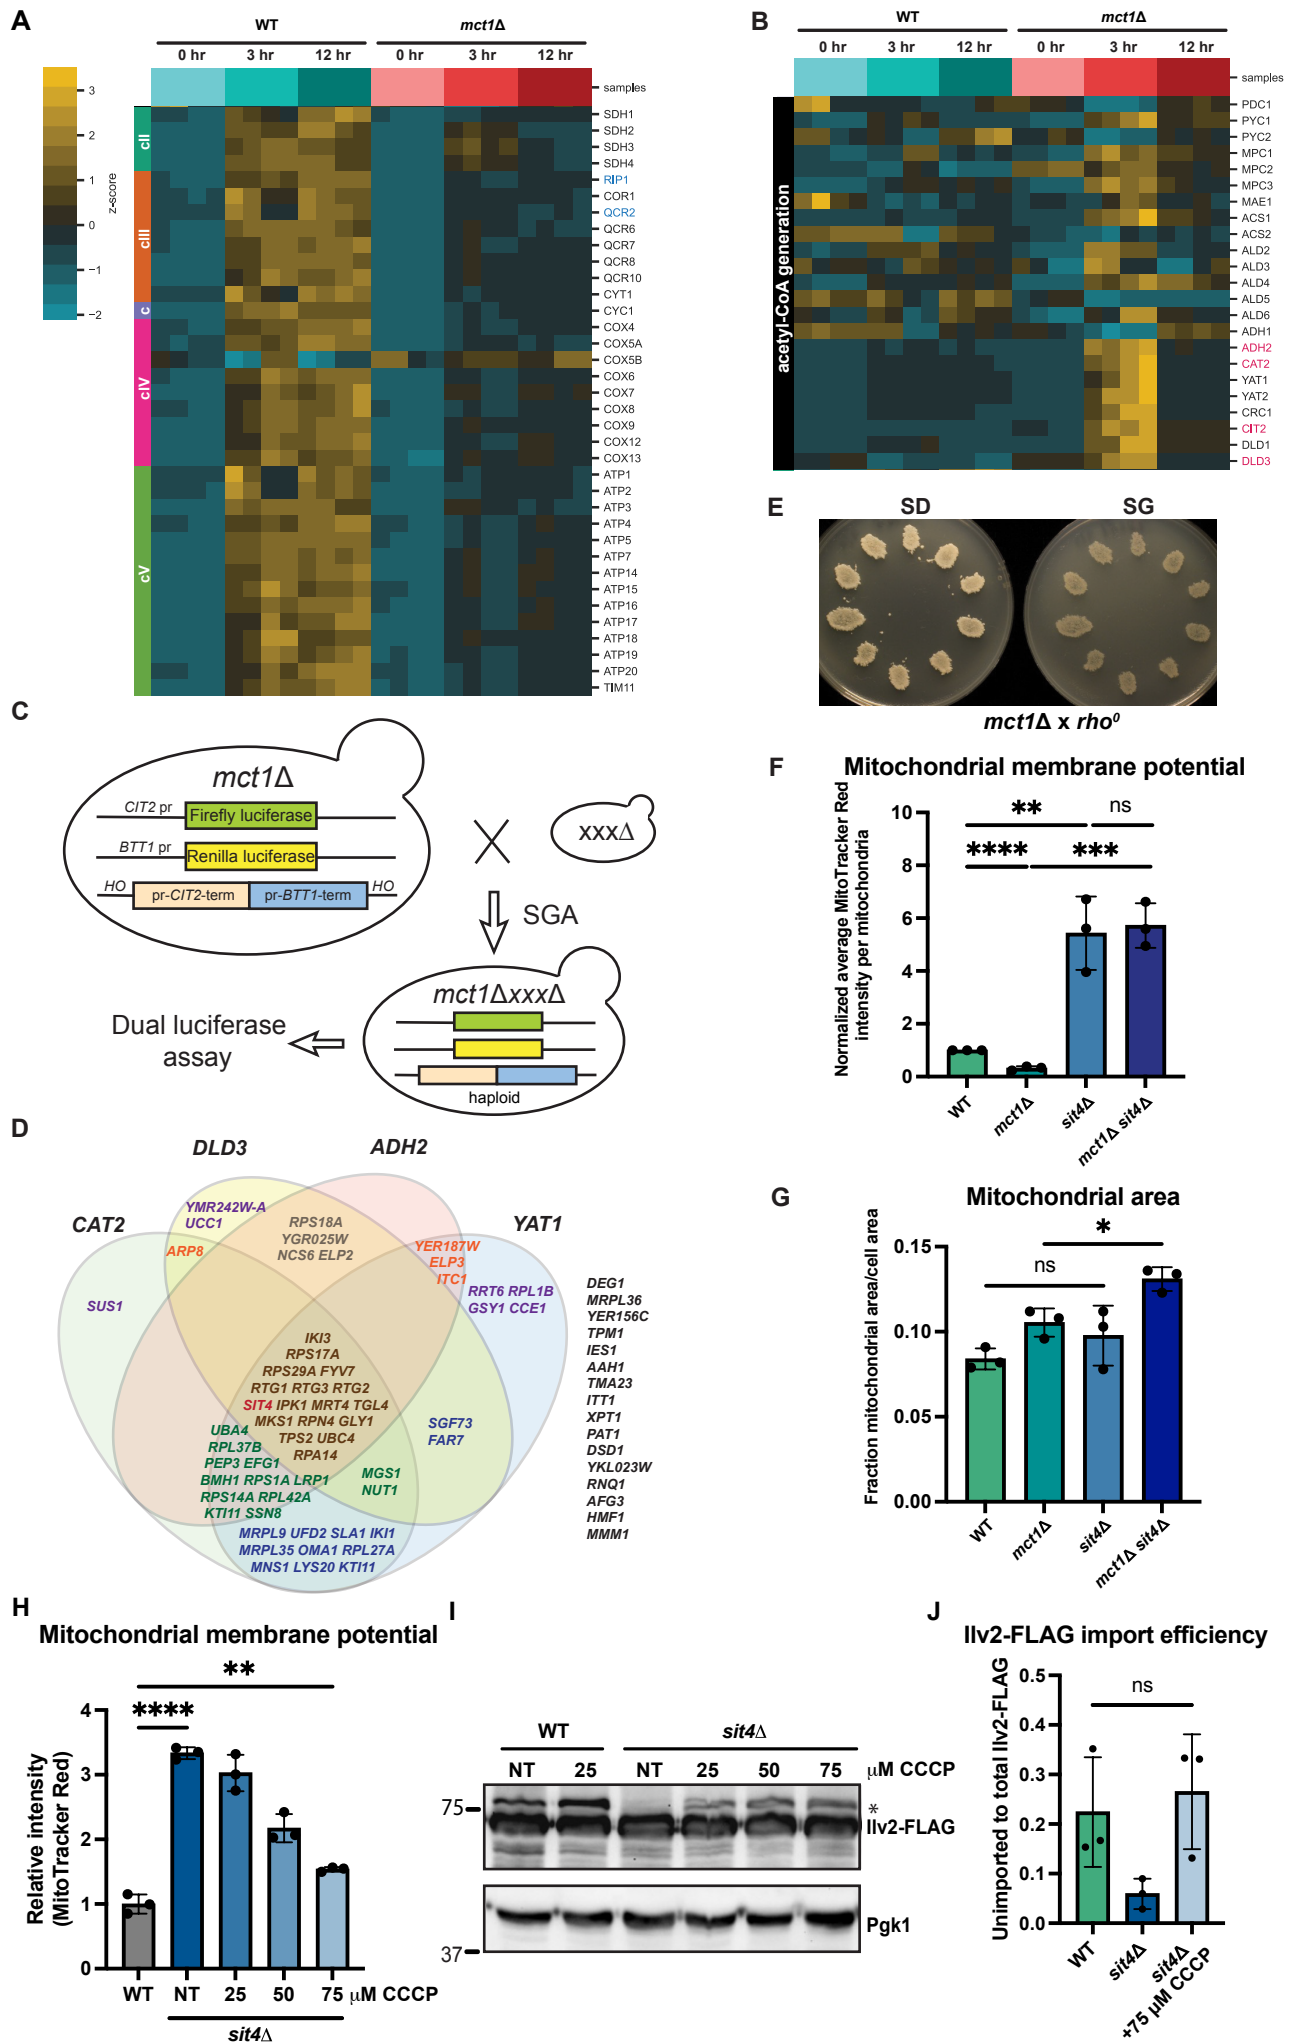 A
WT
mct1Δ
0 hr
3 hr
12 hr
0 hr
3 hr
12 hr
samples
3
2
1
0
−1
−2
z-score
cII
cIII
c
cIV
cV
SDH1
SDH2
SDH3
SDH4
RIP1
COR1
QCR2
QCR6
QCR7
QCR8
QCR10
CYT1
CYC1
COX4
COX5A
COX5B
COX6
COX7
COX8
COX9
COX12
COX13
ATP1
ATP2
ATP3
ATP4
ATP5
ATP7
ATP14
ATP15
ATP16
ATP17
ATP18
ATP19
ATP20
TIM11
B
WT
mct1Δ
0 hr
3 hr
12 hr
0 hr
3 hr
12 hr
samples
acetyl-CoA generation
PDC1
PYC1
PYC2
MPC1
MPC2
MPC3
MAE1
ACS1
ACS2
ALD2
ALD3
ALD4
ALD5
ALD6
ADH1
ADH2
CAT2
YAT1
YAT2
CRC1
CIT2
DLD1
DLD3
C
mct1Δ
CIT2 pr
Firefly luciferase
BTT1 pr
Renilla luciferase
HO
pr-CIT2-term
pr-BTT1-term
HO
xxxΔ
SGA
mct1Δxxx Δ
haploid
Dual luciferase
assay
D
DLD3
ADH2
CAT2
YAT1
YMR242W-A
UCC1
ARP8
RPS18A
YGR025W
NCS6 ELP2
YER187W
ELP3
ITC1
RRT6 RPL1B
GSY1 CCE1
SUS1
IKI3
RPS17A
RPS29A FYV7
RTG1 RTG3 RTG2
SIT4 IPK1 MRT4 TGL4
MKS1 RPN4 GLY1
TPS2 UBC4
RPA14
UBA4
RPL37B
PEP3 EFG1
BMH1 RPS1A LRP1
RPS14A RPL42A
KTI11 SSN8
SGF73
FAR7
MGS1
NUT1
MRPL9 UFD2 SLA1 IKI1
MRPL35 OMA1 RPL27A
MNS1 LYS20 KTI11
DEG1
MRPL36
YER156C
TPM1
IES1
AAH1
TMA23
ITT1
XPT1
PAT1
DSD1
YKL023W
RNQ1
AFG3
HMF1
MMM1
E
SD
SG
mct1Δ x rho⁰
F
Mitochondrial membrane potential
Normalized average MitoTracker Red
intensity per mitochondria
10
8
6
4
2
0
**
ns
****
***
WT
mct1Δ
sit4Δ
mct1Δ sit4Δ
G
Mitochondrial area
Fraction mitochondrial area/cell area
0.15
0.10
0.05
0.00
*
ns
WT
mct1Δ
sit4Δ
mct1Δ sit4Δ
H
Mitochondrial membrane potential
Relative intensity
(MitoTracker Red)
4
3
2
1
0
**
****
WT
NT
25
50
75
µM CCCP
sit4Δ
I
WT
sit4Δ
NT
25
NT
25
50
75
µM CCCP
75
*
Ilv2-FLAG
Pgk1
37
J
Ilv2-FLAG import efficiency
Unimported to total Ilv2-FLAG
0.5
0.4
0.3
0.2
0.1
0.0
ns
WT
sit4Δ
sit4Δ
+75 µM CCCP